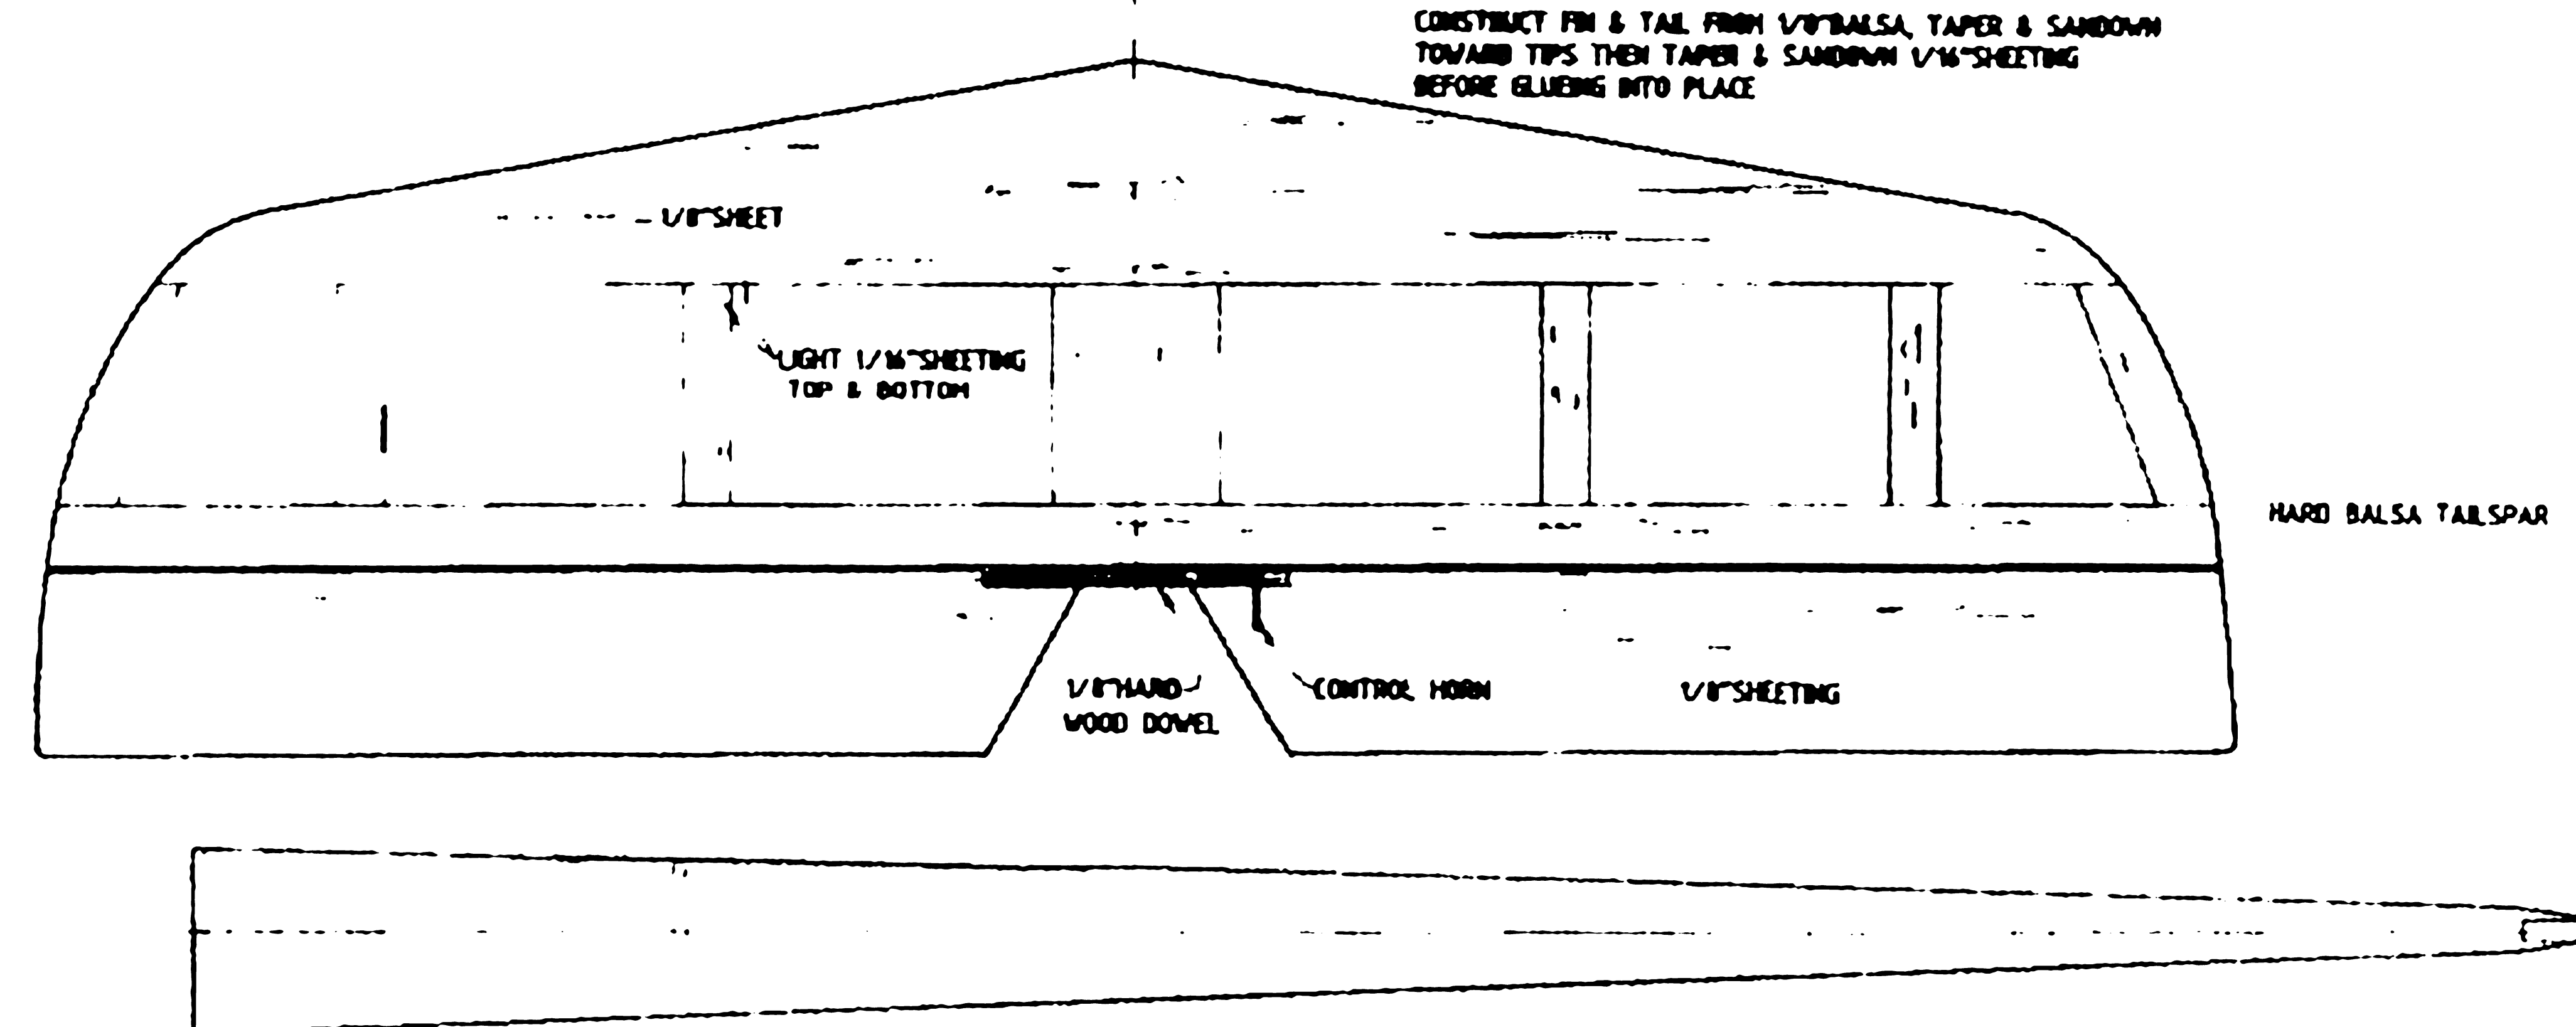 CONSTRUCT FIN & TAIL FROM 1/8"BALSA, TAPER & SANDOWN
TOWARD TIPS THEN TAPER & SANDOWN 1/16"SHEETING
BEFORE GLUEING INTO PLACE
1/8"SHEET
LIGHT 1/16"SHEETING
TOP & BOTTOM
HARD BALSA TAILSPAR
1/8"HARD
WOOD DOWEL
CONTROL HORN
1/8"SHEETING